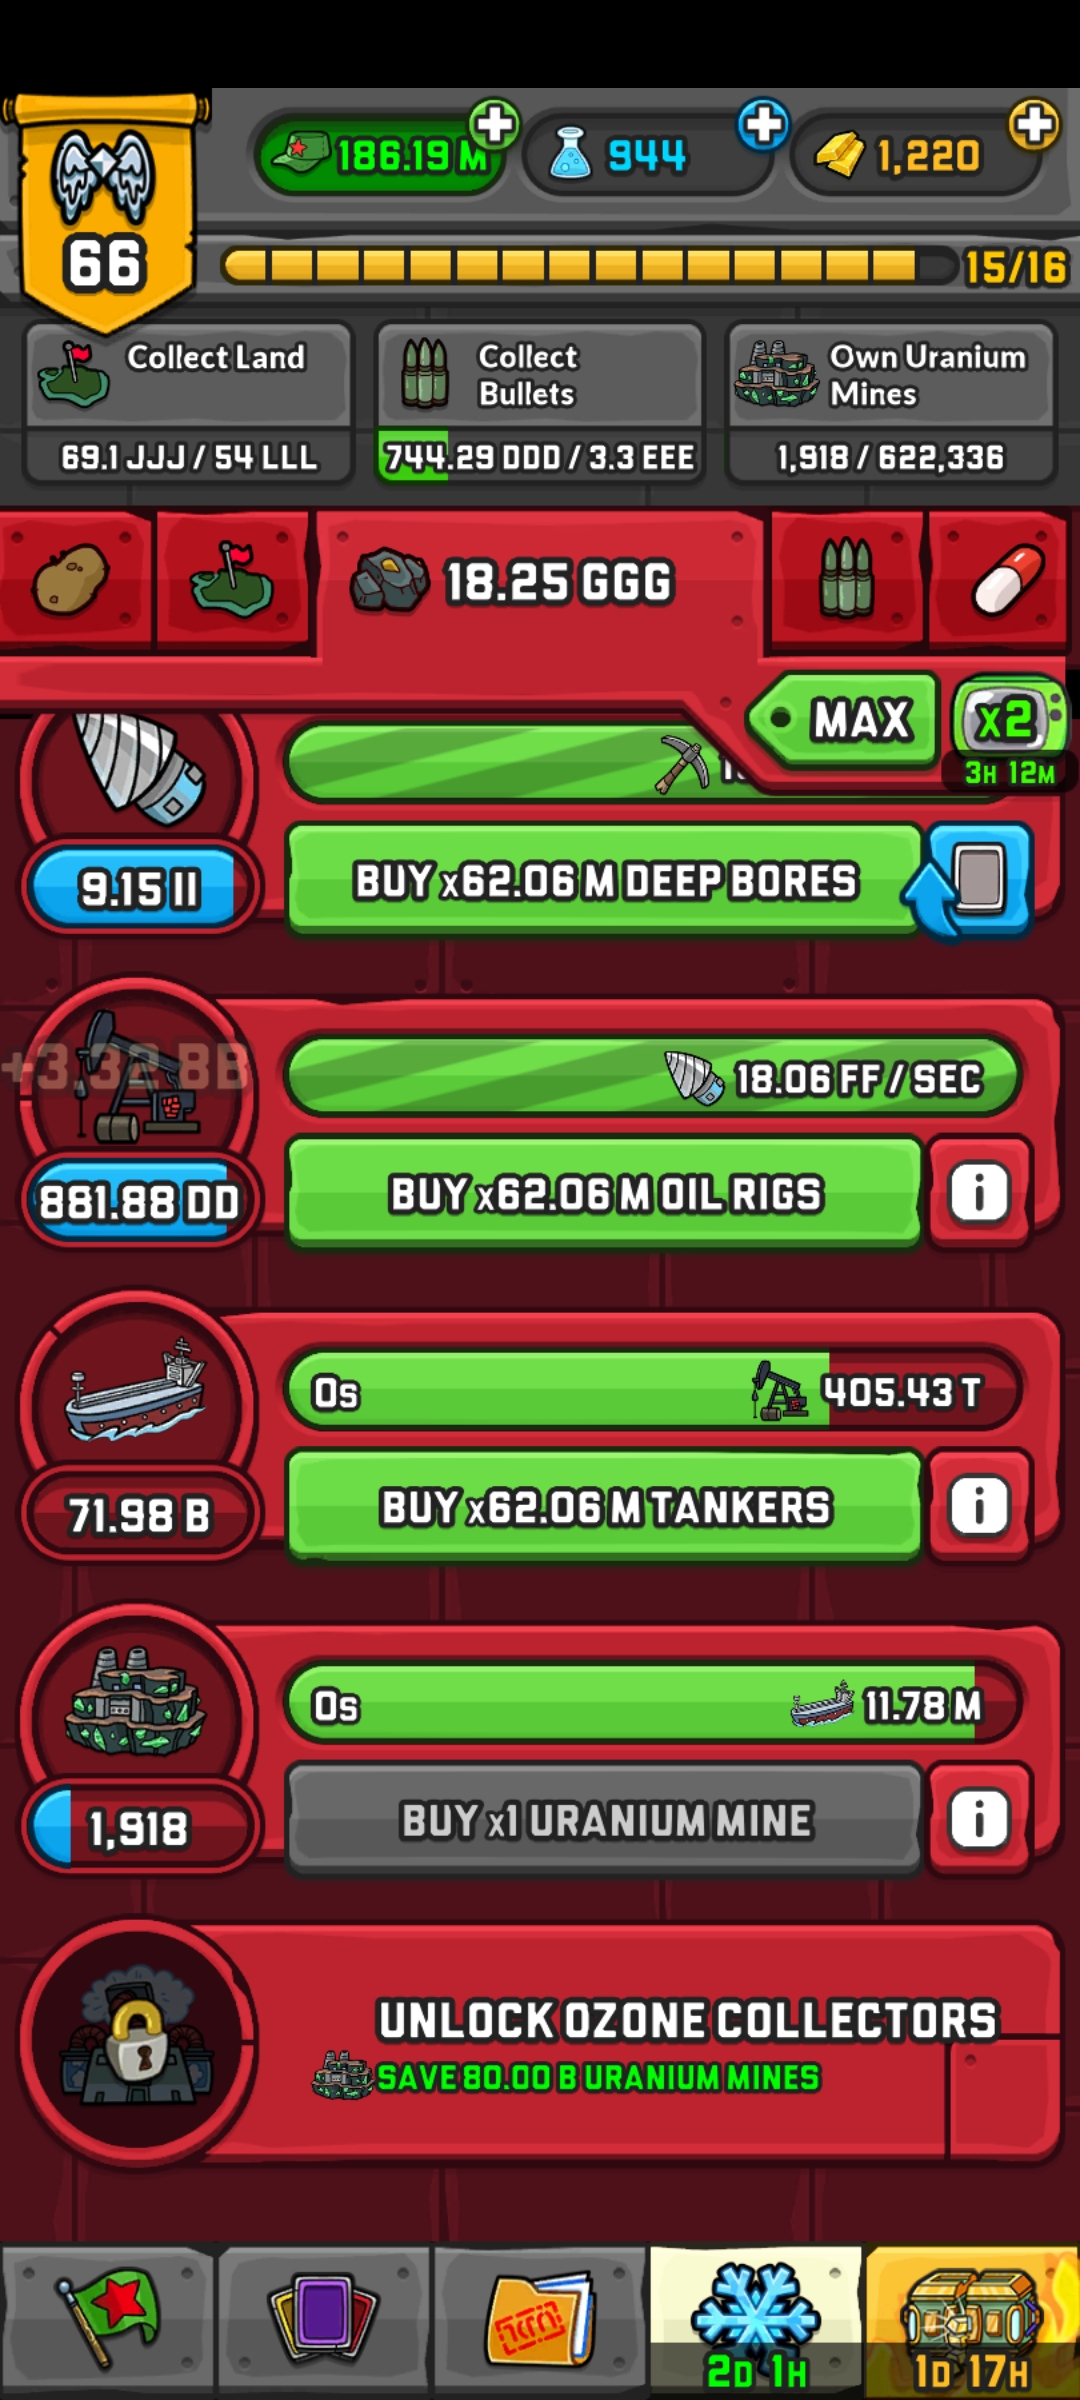 186.19 M
944
1,220
66
15/16
Collect Land
69.1 JJJ / 54 LLL
Collect
Bullets
744.29 DDD / 3.3 EEE
Own Uranium
Mines
1,918 / 622,336
18.25 GGG
MAX
x2
3H 12M
9.15 II
BUY x62.06 M DEEP BORES
+3.32 BB
18.06 FF / SEC
881.88 DD
BUY x62.06 M OIL RIGS
i
0s
405.43 T
71.98 B
BUY x62.06 M TANKERS
i
0s
11.78 M
1,918
BUY x1 URANIUM MINE
i
UNLOCK OZONE COLLECTORS
SAVE 80.00 B URANIUM MINES
2D 1H
1D 17H